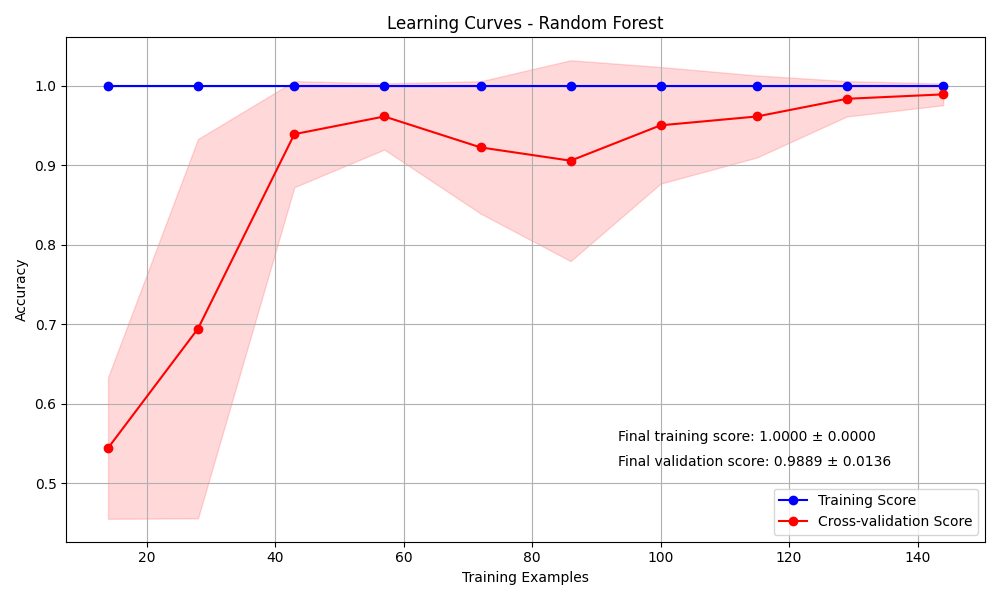 Learning Curves - Random Forest
Accuracy
1.0
0.9
0.8
0.7
0.6
0.5
Final training score: 1.0000 ± 0.0000
Final validation score: 0.9889 ± 0.0136
Training Score
Cross-validation Score
20 40 60 80 100 120 140
Training Examples